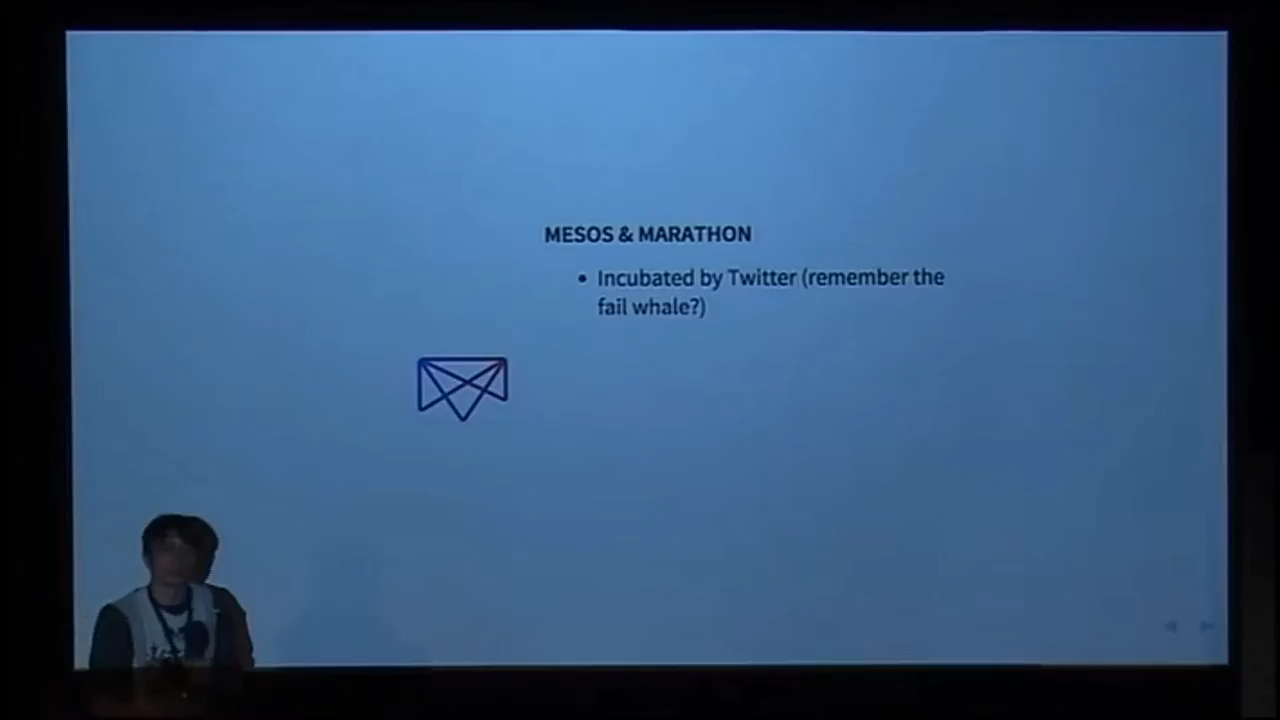 MESOS & MARATHON
• Incubated by Twitter (remember the
fail whale?)